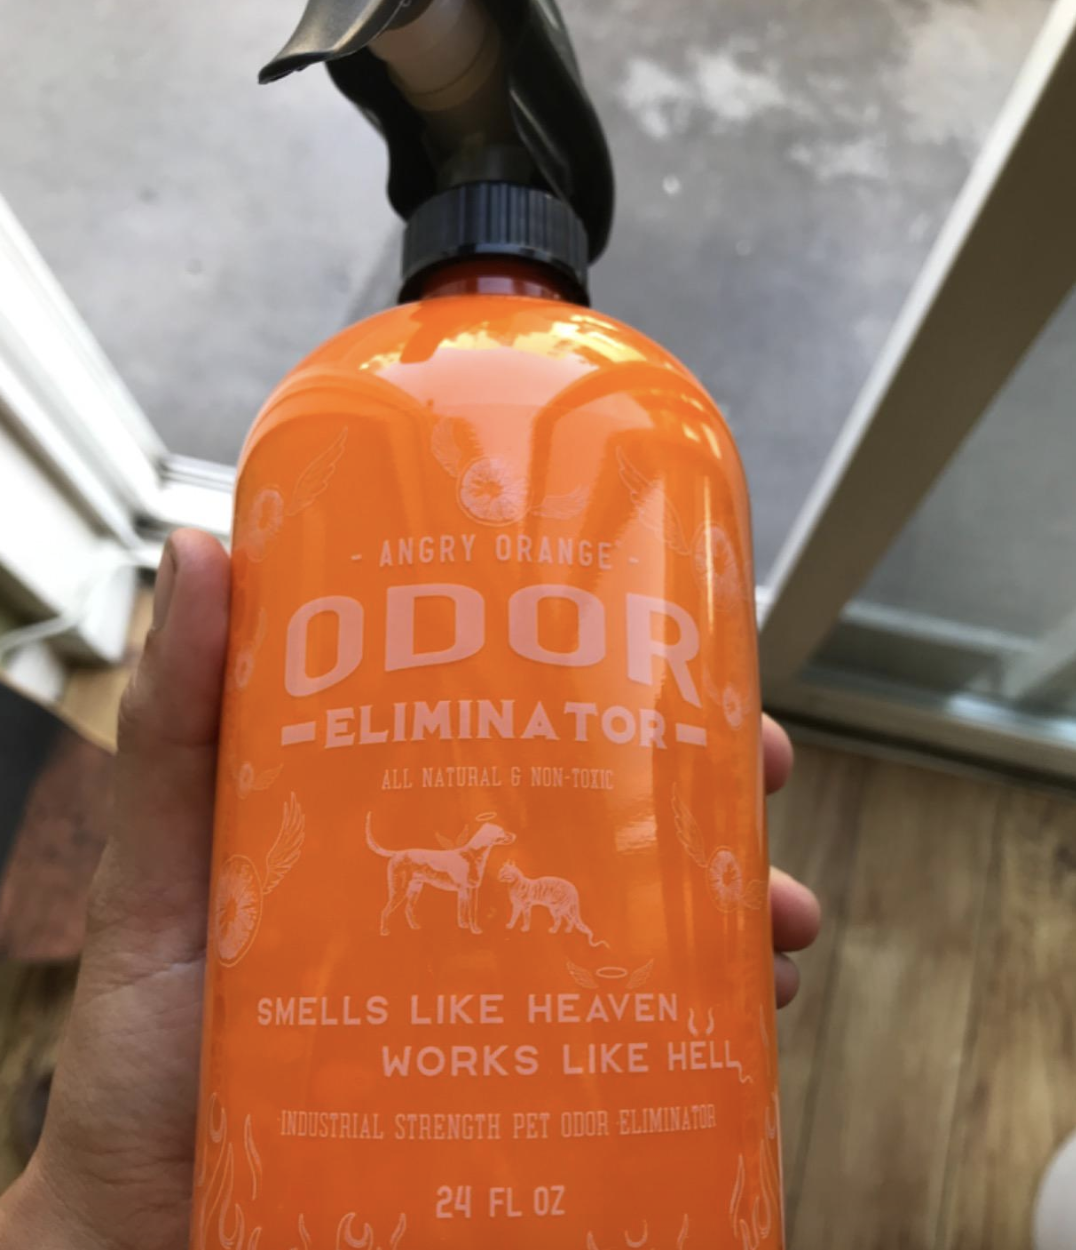 - ANGRY ORANGE -
ODOR
-ELIMINATOR-
ALL NATURAL & NON-TOXIC
SMELLS LIKE HEAVEN
WORKS LIKE HELL
INDUSTRIAL STRENGTH PET ODOR ELIMINATOR
24 FL OZ